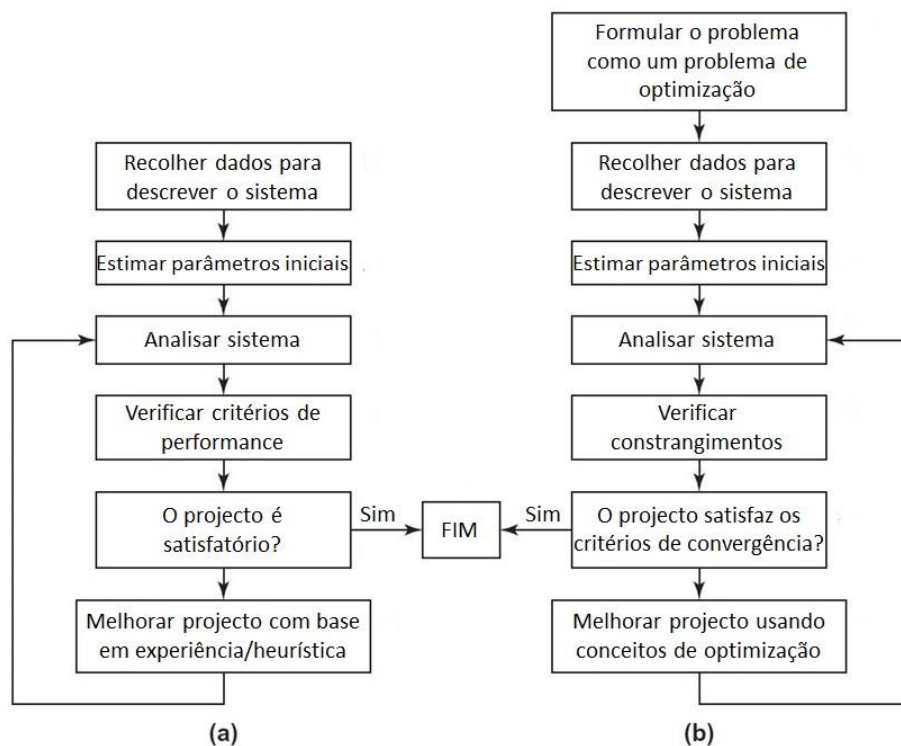 Recolher dados para
descrever o sistema
Estimar parâmetros iniciais
Analisar sistema
Verificar critérios de
performance
O projecto é
satisfatório?
Sim
Melhorar projecto com base
em experiência/heurística
(a)
FIM
Formular o problema
como um problema de
optimização
Recolher dados para
descrever o sistema
Estimar parâmetros iniciais
Analisar sistema
Verificar
constrangimentos
O projecto satisfaz os
critérios de convergência?
Sim
Melhorar projecto usando
conceitos de optimização
(b)